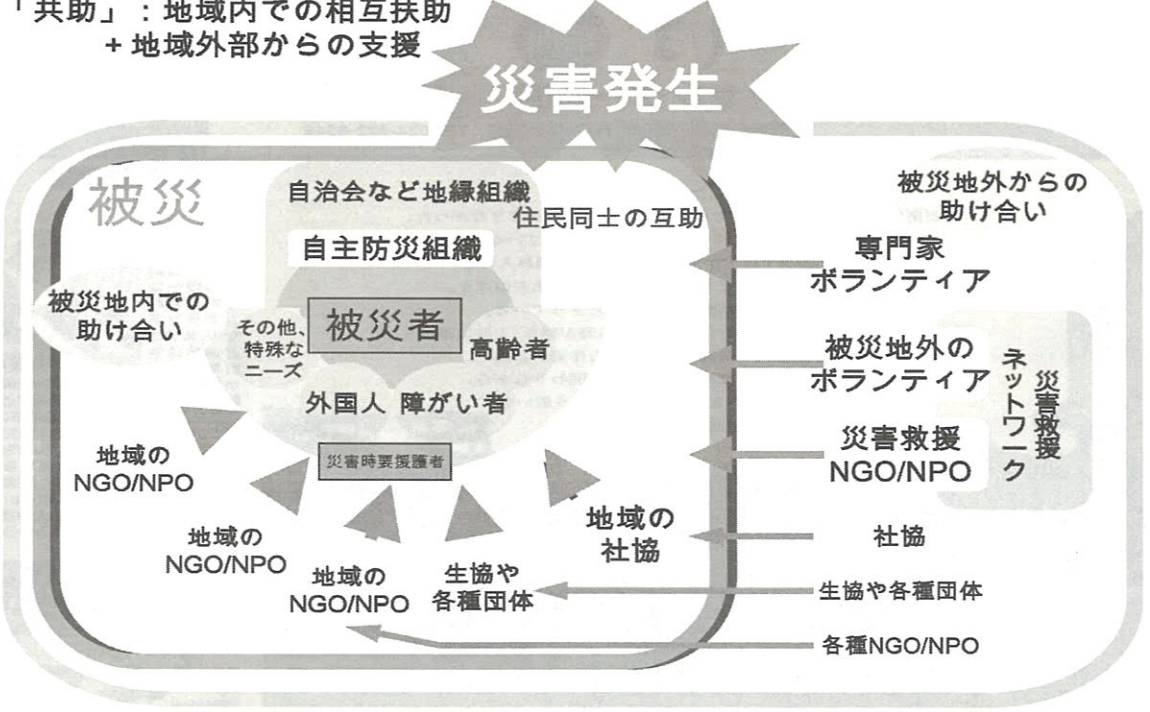 「共助」：地域内での相互扶助
+地域外部からの支援
災害発生
被災
自治会など地縁組織
住民同士の互助
自主防災組織
被災地内での
助け合い
その他、
特殊な
ニーズ
被災者
高齢者
外国人 障がい者
災害時要援護者
地域の
NGO/NPO
地域の
NGO/NPO
地域の
NGO/NPO
生協や
各種団体
地域の
社協
被災地外からの
助け合い
専門家
ボランティア
被災地外の
ボランティア
災害救援
NGO/NPO
災害救援
ネットワーク
社協
生協や各種団体
各種NGO/NPO